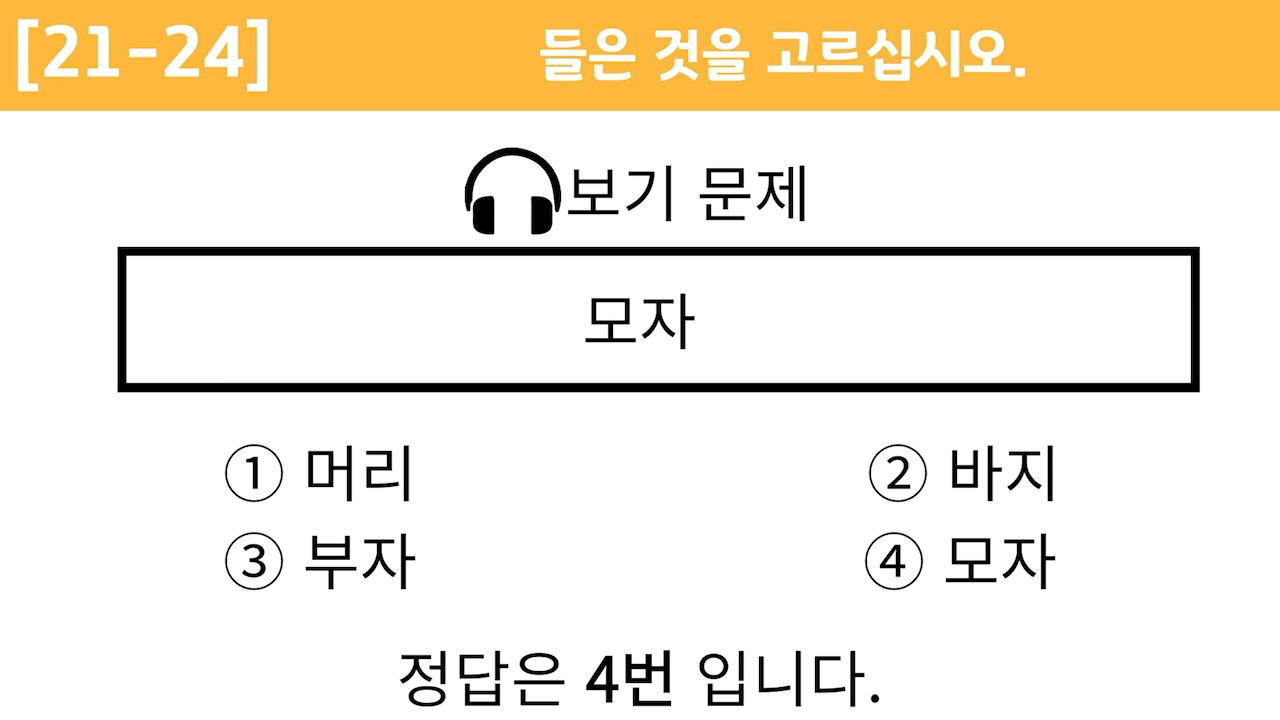 [21-24] 들은 것을 고르십시오.
보기 문제
모자
① 머리 ② 바지
③ 부자 ④ 모자
정답은 4번 입니다.